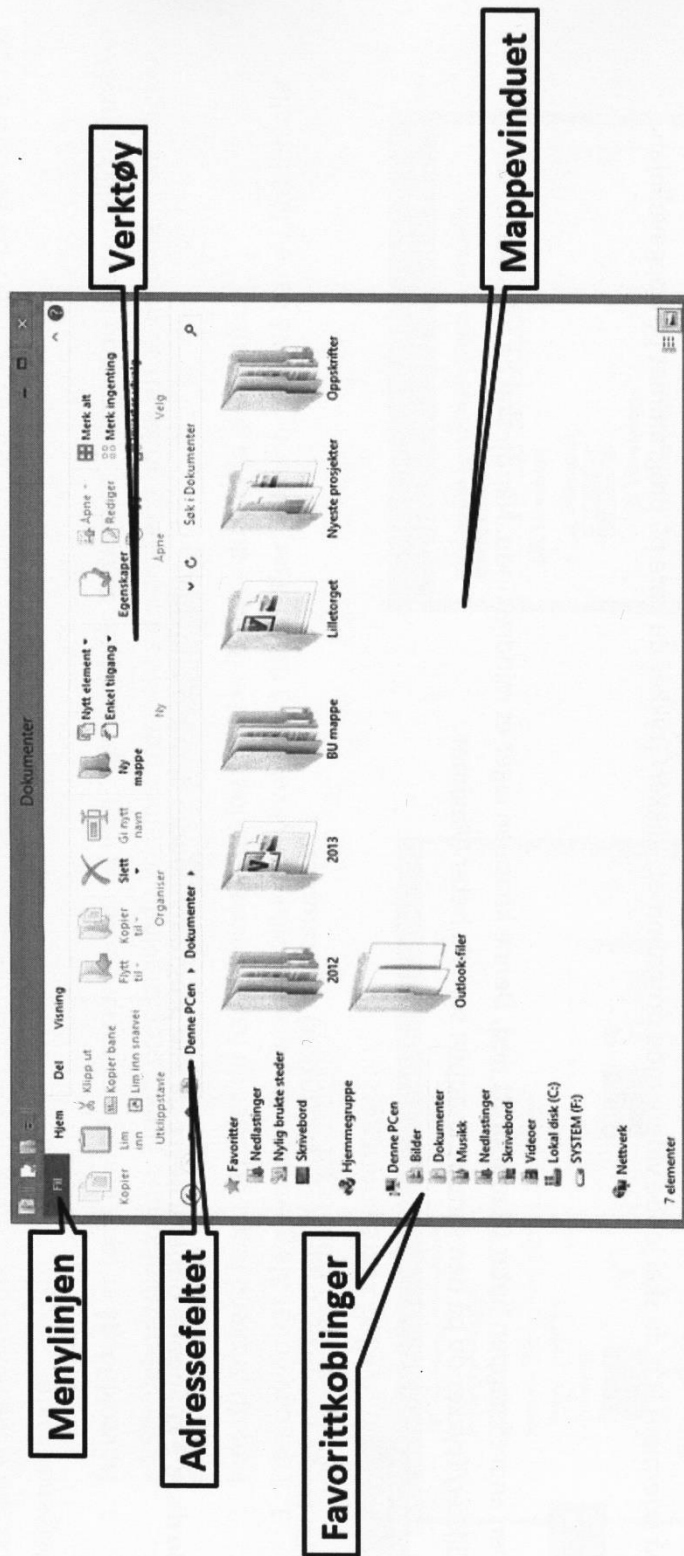 Menylinjen
Adressefeltet
Favorittkoblinger
Verktøy
Mappevinduet
Dokumenter
Fil Hjem Del Visning
Kopier
Lim inn
Klipp ut
Kopier bane
Lim inn snarvei
Utklippstavle
Flytt til
Kopier til
Slett
Gi nytt navn
Organiser
Ny mappe
Nytt element
Enkel tilgang
Ny
Egenskaper
Åpne
Rediger
Åpne
Merk alt
Merk ingenting
Velg
Denne PCen Dokumenter
Søk i Dokumenter
Favoritter
Nedlastinger
Nylig brukte steder
Skrivebord
Hjemmegruppe
Denne PCen
Bilder
Dokumenter
Musikk
Nedlastinger
Skrivebord
Videoer
Lokal disk (C:)
SYSTEM (F:)
Nettverk
2012
2013
BU mappe
Lilletorget
Nyeste prosjekter
Oppskrifter
Outlook-filer
7 elementer